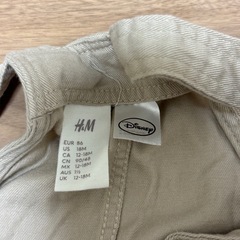 H&M
EUR 86
US 18M
CA 12-18M
CN 90/48
MX 12-18M
AUS 1½
UK 12-18M
Disney